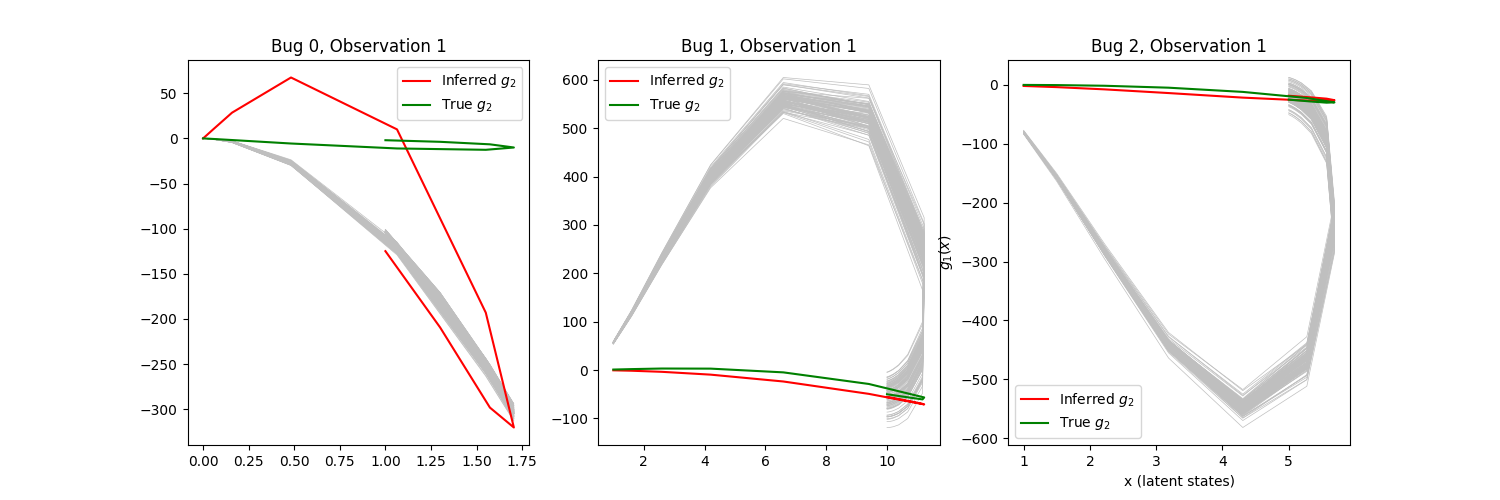 Bug 0, Observation 1
Inferred g₂
True g₂
50
0
−50
−100
−150
−200
−250
−300
0.00 0.25 0.50 0.75 1.00 1.25 1.50 1.75
Bug 1, Observation 1
Inferred g₂
True g₂
600
500
400
300
200
100
0
−100
2 4 6 8 10
Bug 2, Observation 1
g₁(x)
0
−100
−200
−300
−400
−500
−600
Inferred g₂
True g₂
1 2 3 4 5
x (latent states)